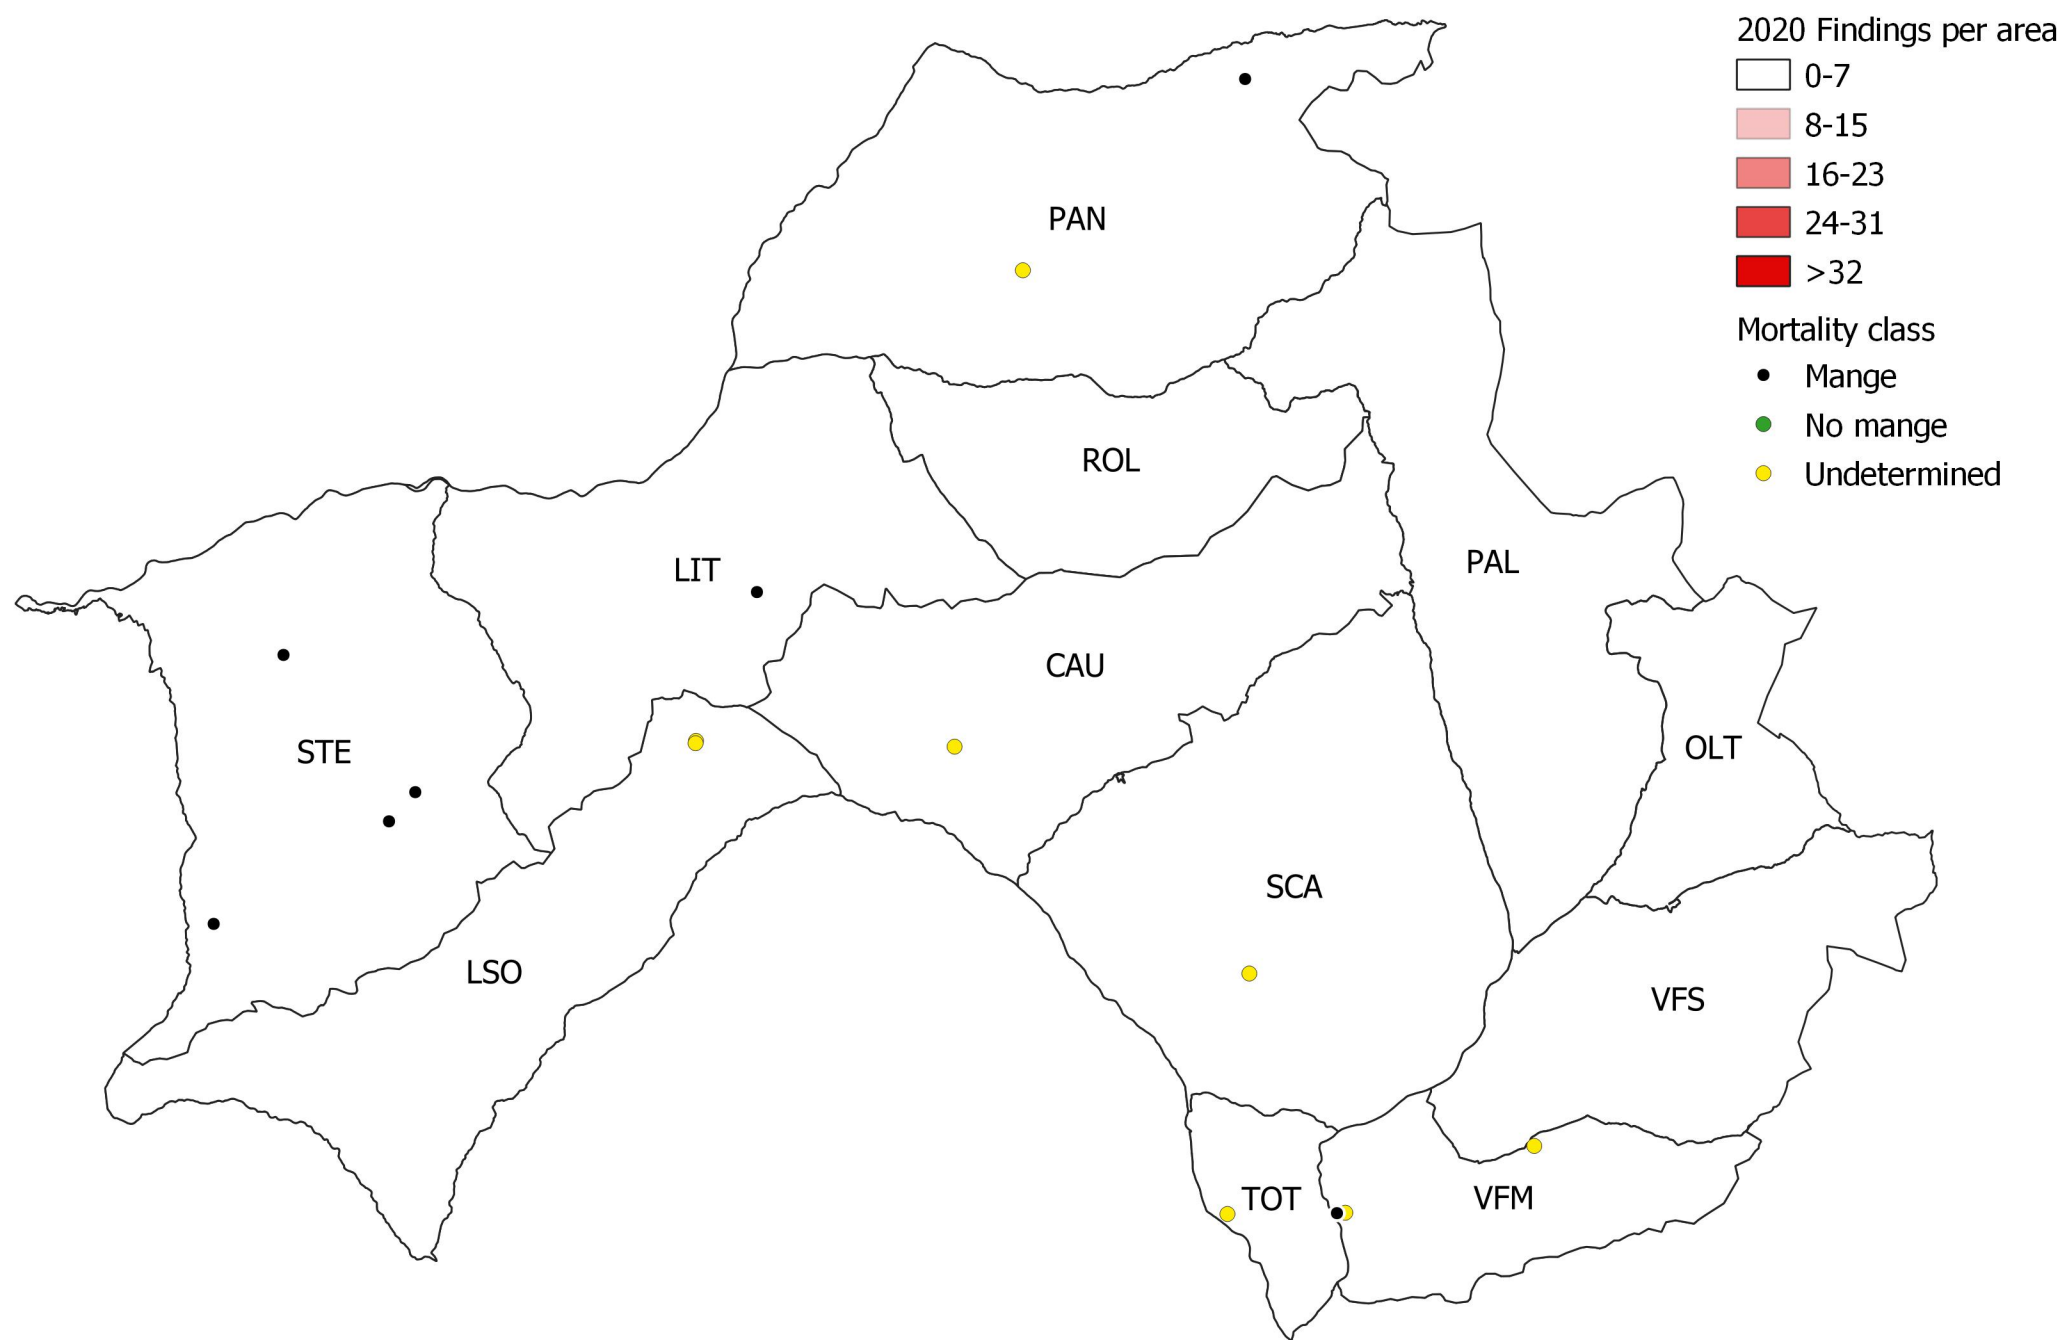 2020 Findings per area
0-7
8-15
16-23
24-31
>32
Mortality class
Mange
No mange
Undetermined
PAN
ROL
LIT
PAL
CAU
STE
OLT
SCA
LSO
VFS
TOT
VFM